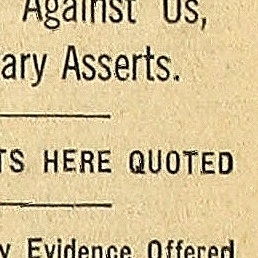 Against Us,
ary Asserts.
TS HERE QUOTED
y Evidence Offered